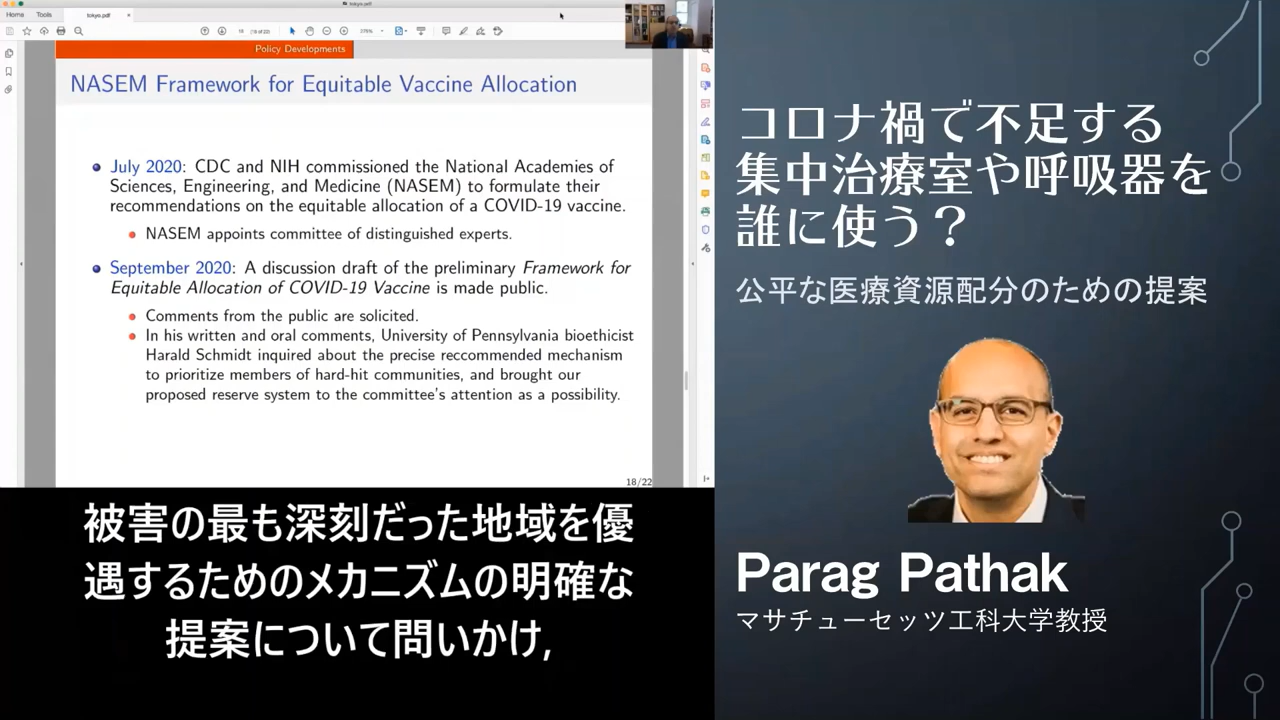 tokyo.pdf
Home
Tools
tokyo.pdf
×
18
(18 of 22)
Policy Developments
NASEM Framework for Equitable Vaccine Allocation
July 2020: CDC and NIH commissioned the National Academies of
Sciences, Engineering, and Medicine (NASEM) to formulate their
recommendations on the equitable allocation of a COVID-19 vaccine.
NASEM appoints committee of distinguished experts.
September 2020: A discussion draft of the preliminary Framework for
Equitable Allocation of COVID-19 Vaccine is made public.
Comments from the public are solicited.
In his written and oral comments, University of Pennsylvania bioethicist
Harald Schmidt inquired about the precise reccommended mechanism
to prioritize members of hard-hit communities, and brought our
proposed reserve system to the committee's attention as a possibility.
18/22
被害の最も深刻だった地域を優
遇するためのメカニズムの明確な
提案について問いかけ,
コロナ禍で不足する
集中治療室や呼吸器を
誰に使う？
公平な医療資源配分のための提案
Parag Pathak
マサチューセッツ工科大学教授